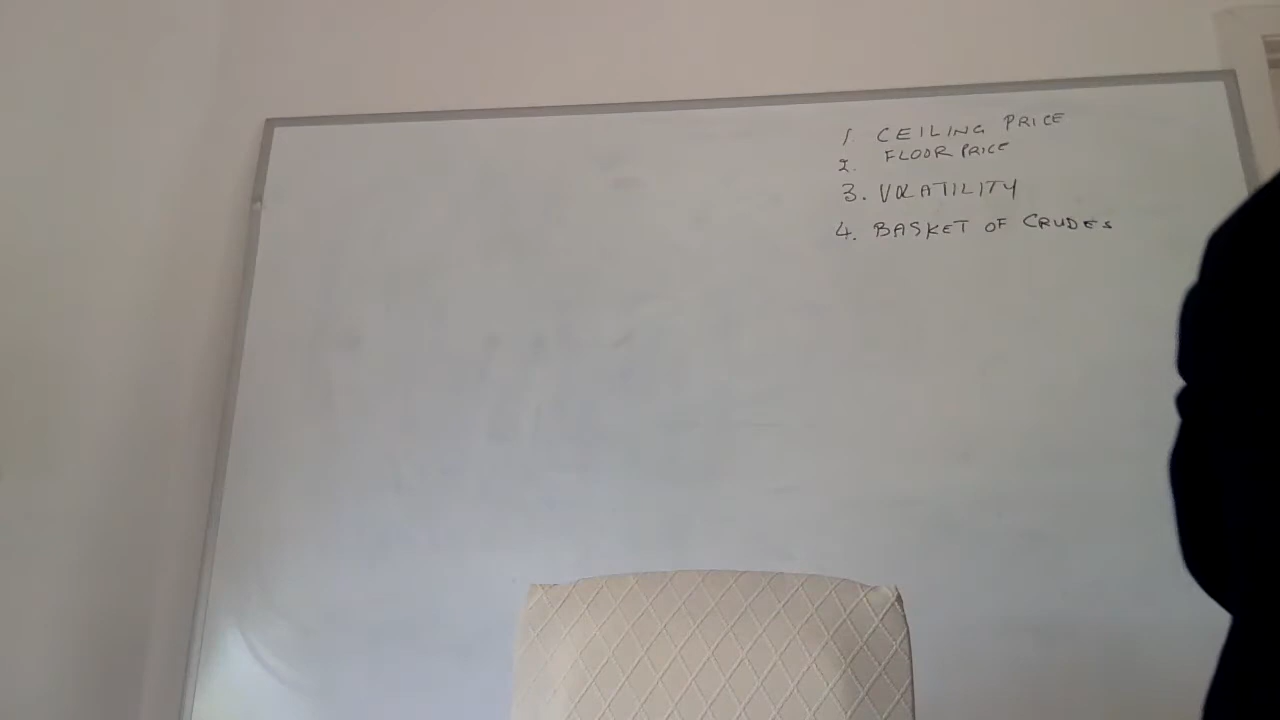 1. CEILING PRICE
2. FLOOR PRICE
3. VOLATILITY
4. BASKET OF CRUDES